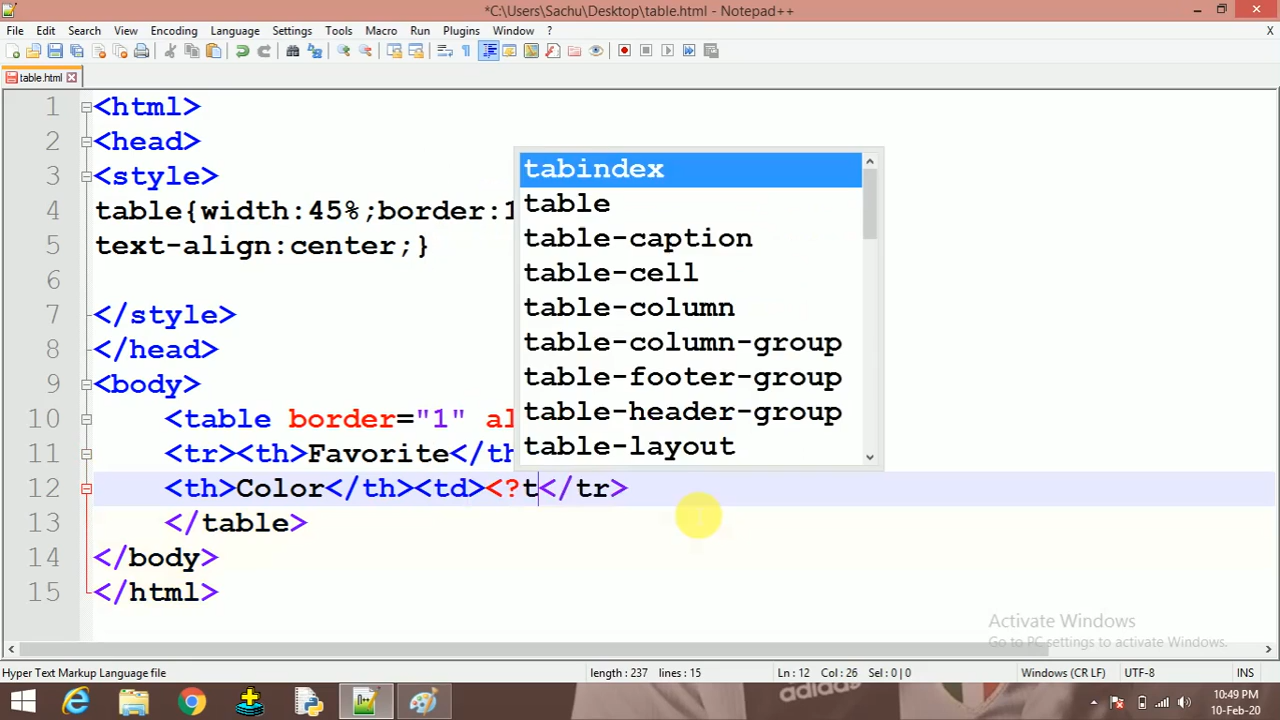 *C:\Users\Sachu\Desktop\table.html - Notepad++
File Edit Search View Encoding Language Settings Tools Macro Run Plugins Window ? X
table.html
1 <html>
2 <head>
3 <style>
4 table{width:45%;border:1
5 text-align:center;}
6
7 </style>
8 </head>
9 <body>
10 <table border="1" al
11 <tr><th>Favorite</th
12 <th>Color</th><td><?t</tr>
13 </table>
14 </body>
15 </html>
tabindex
table
table-caption
table-cell
table-column
table-column-group
table-footer-group
table-header-group
table-layout
Activate Windows
Go to PC settings to activate Windows.
Hyper Text Markup Language file length : 237 lines : 15 Ln : 12 Col : 26 Sel : 0 | 0 Windows (CR LF) UTF-8 INS
adidas
10:49 PM
10-Feb-20